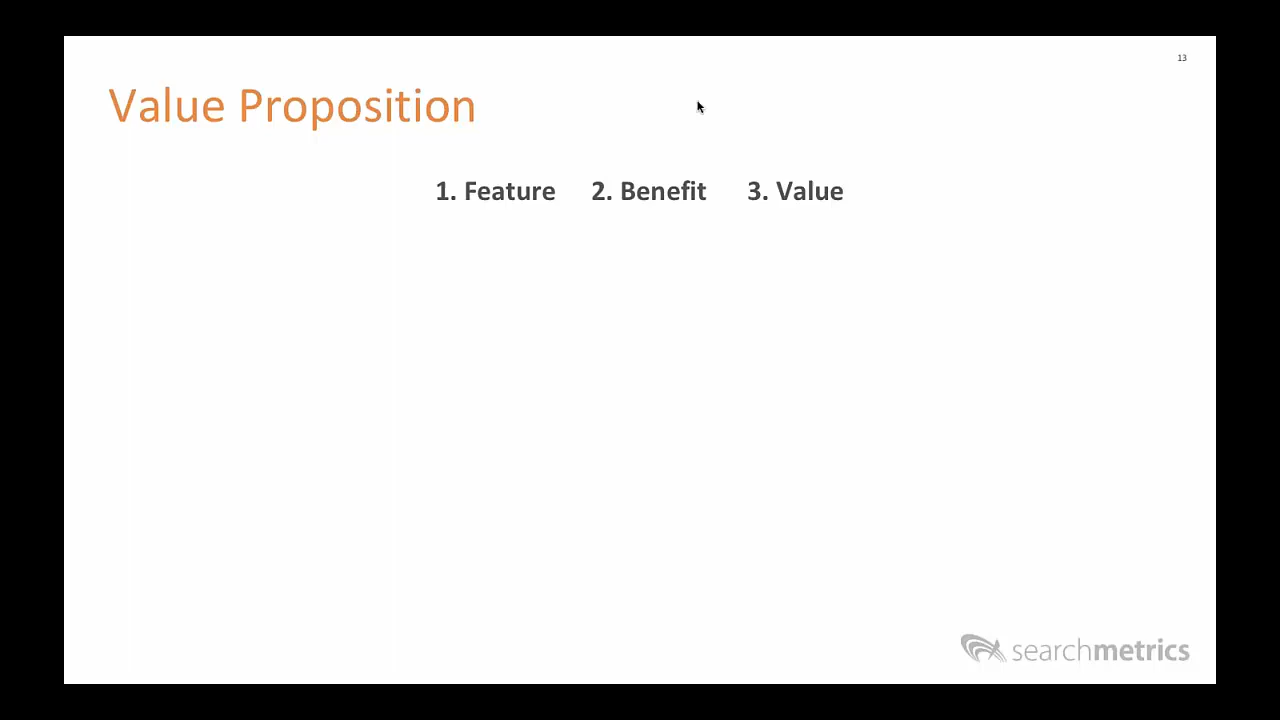 13
Value Proposition
1. Feature 2. Benefit 3. Value
searchmetrics